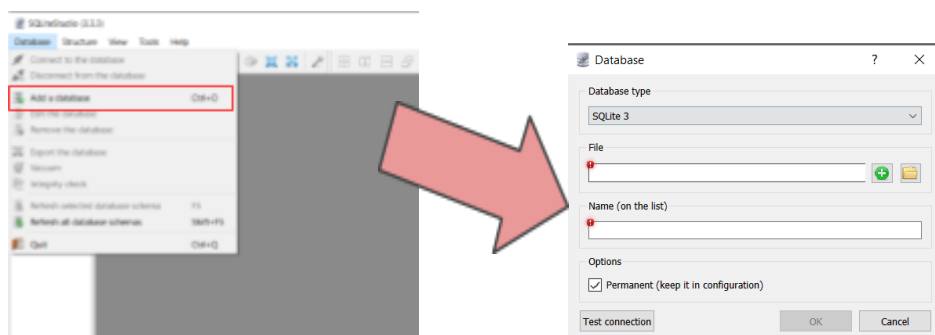 SQLiteStudio (3.3.3)
Database Structure View Tools Help
Connect to the database
Disconnect from the database
Add a database Ctrl+O
Edit the database
Remove the database
Export the database
Vacuum
Integrity check
Refresh selected database schema F5
Refresh all database schemas Shift+F5
Quit Ctrl+Q
Database ? ×
Database type
SQLite 3
File
Name (on the list)
Options
Permanent (keep it in configuration)
Test connection OK Cancel